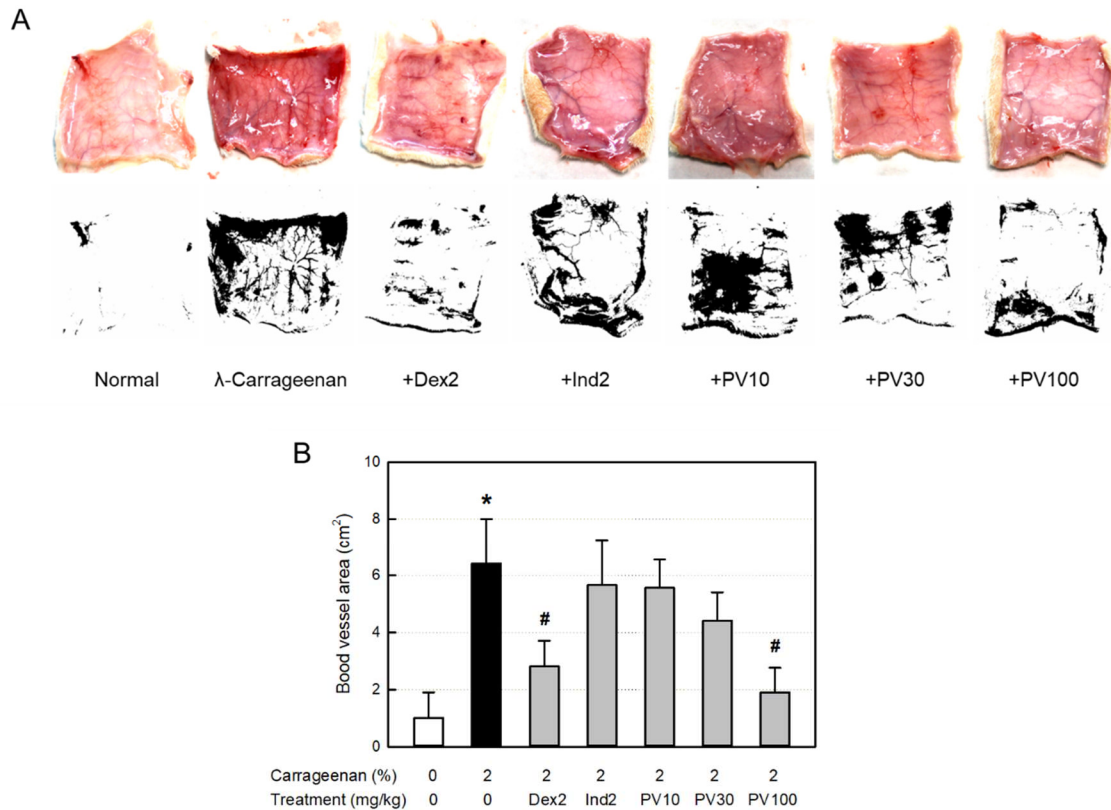 A
Normal λ-Carrageenan +Dex2 +Ind2 +PV10 +PV30 +PV100
B
10
8
6
4
2
0
Bood vessel area (cm²)
*
#
#
Carrageenan (%) 0 2 2 2 2 2 2
Treatment (mg/kg) 0 0 Dex2 Ind2 PV10 PV30 PV100